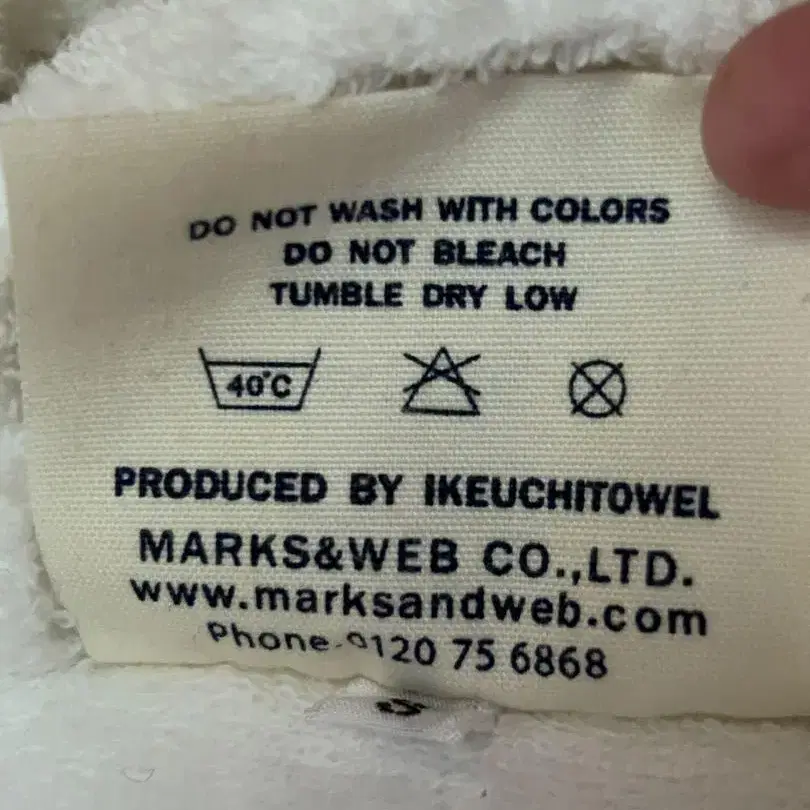 DO NOT WASH WITH COLORS
DO NOT BLEACH
TUMBLE DRY LOW
40°C
PRODUCED BY IKEUCHITOWEL
MARKS&WEB CO.,LTD.
www.marksandweb.com
Phone-0120 75 6868